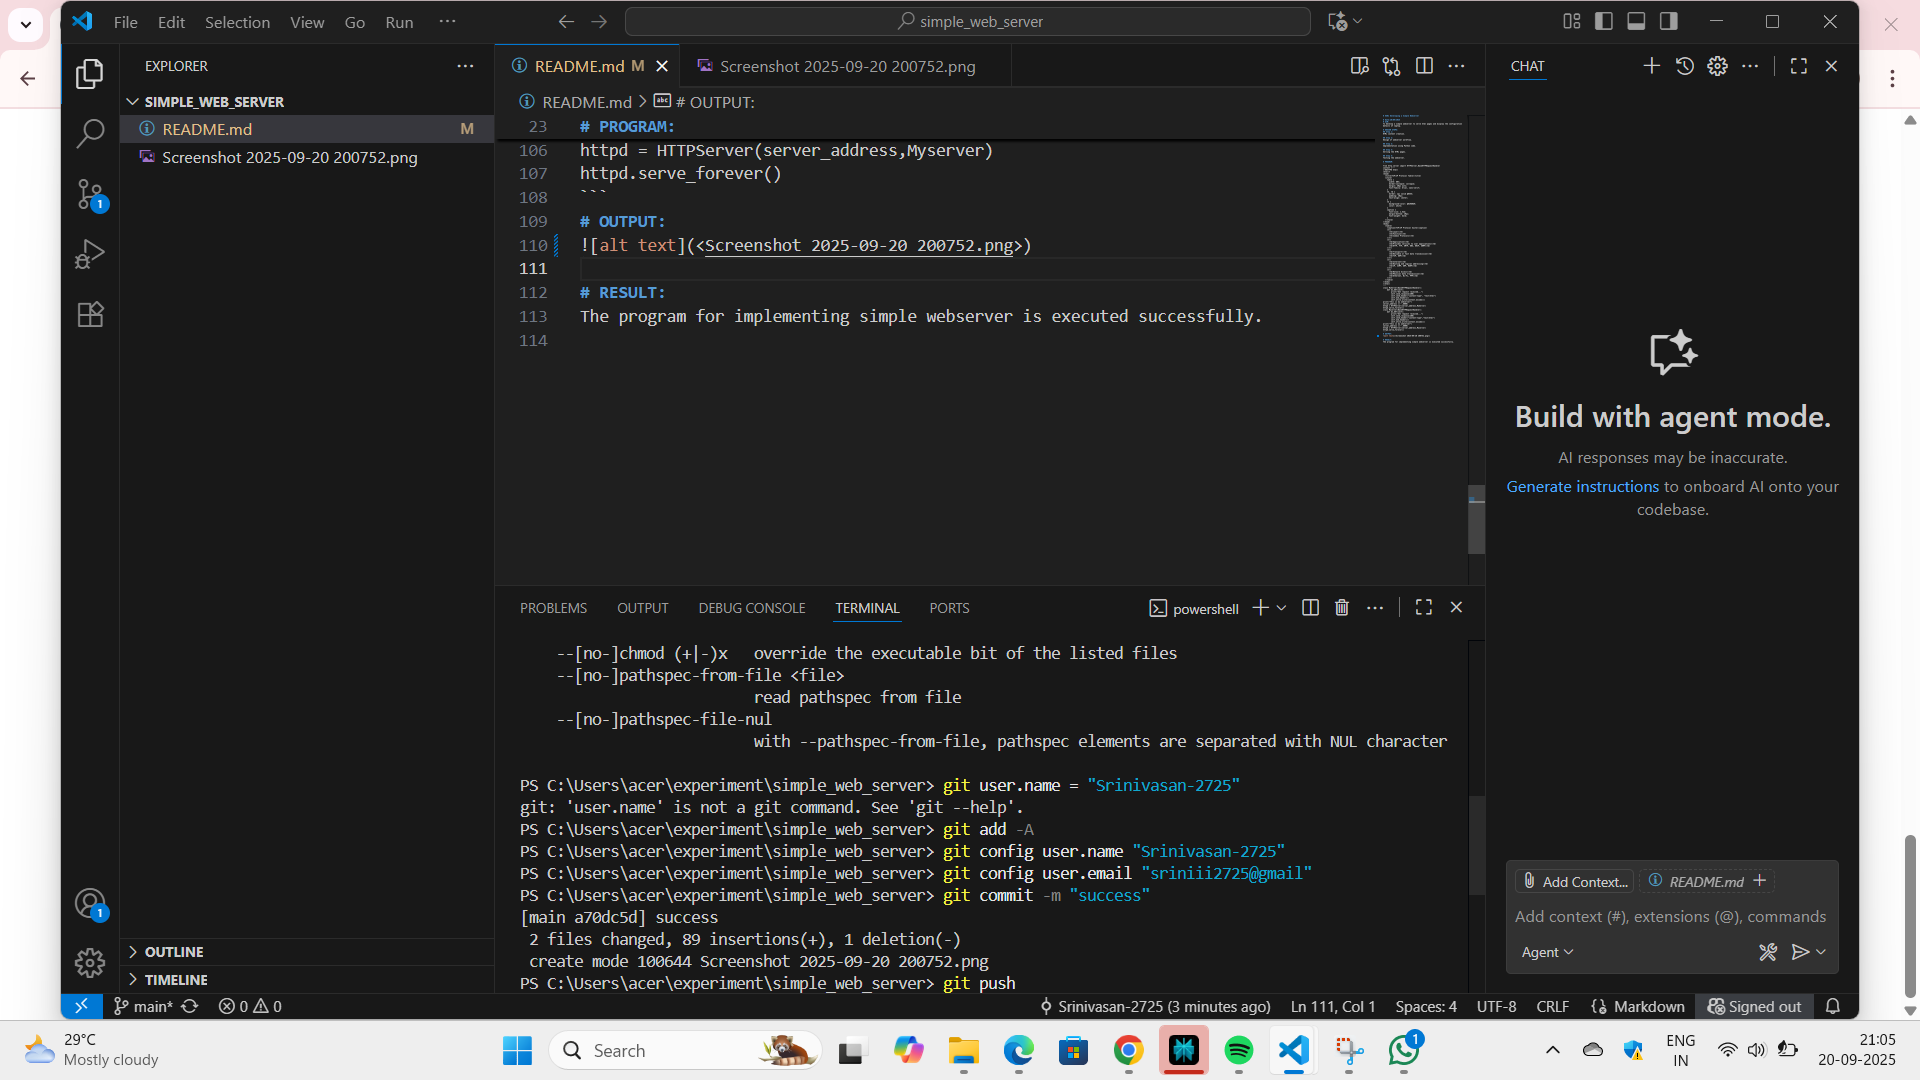 File Edit Selection View Go Run ···
simple_web_server
EXPLORER
SIMPLE_WEB_SERVER
README.md M
Screenshot 2025-09-20 200752.png
README.md M
Screenshot 2025-09-20 200752.png
README.md > # OUTPUT:
23 # PROGRAM:
106 httpd = HTTPServer(server_address,Myserver)
107 httpd.serve_forever()
108 ```
109 # OUTPUT:
110 ![alt text](<Screenshot 2025-09-20 200752.png>)
111
112 # RESULT:
113 The program for implementing simple webserver is executed successfully.
114
CHAT
Build with agent mode.
AI responses may be inaccurate.
Generate instructions to onboard AI onto your
codebase.
Add Context... README.md
Add context (#), extensions (@), commands
Agent
PROBLEMS OUTPUT DEBUG CONSOLE TERMINAL PORTS
powershell
--[no-]chmod (+|-)x override the executable bit of the listed files
--[no-]pathspec-from-file <file>
read pathspec from file
--[no-]pathspec-file-nul
with --pathspec-from-file, pathspec elements are separated with NUL character
PS C:\Users\acer\experiment\simple_web_server> git user.name = "Srinivasan-2725"
git: 'user.name' is not a git command. See 'git --help'.
PS C:\Users\acer\experiment\simple_web_server> git add -A
PS C:\Users\acer\experiment\simple_web_server> git config user.name "Srinivasan-2725"
PS C:\Users\acer\experiment\simple_web_server> git config user.email "sriniii2725@gmail"
PS C:\Users\acer\experiment\simple_web_server> git commit -m "success"
[main a70dc5d] success
2 files changed, 89 insertions(+), 1 deletion(-)
create mode 100644 Screenshot 2025-09-20 200752.png
PS C:\Users\acer\experiment\simple_web_server> git push
1
1
OUTLINE
TIMELINE
main* 0 0
Srinivasan-2725 (3 minutes ago) Ln 111, Col 1 Spaces: 4 UTF-8 CRLF Markdown Signed out
29°C
Mostly cloudy
Search
1
ENG
IN
21:05
20-09-2025